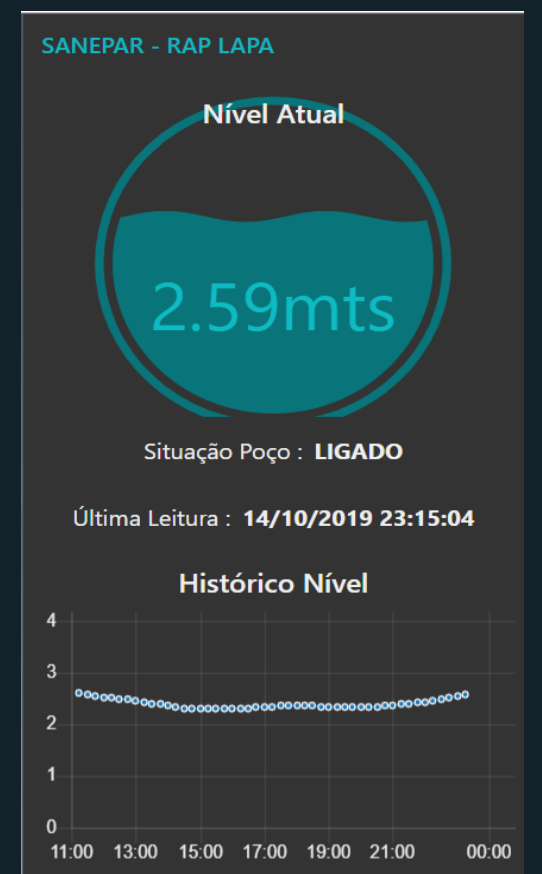 SANEPAR - RAP LAPA
Nível Atual
2.59mts
Situação Poço : LIGADO
Última Leitura : 14/10/2019 23:15:04
Histórico Nível
4
3
2
1
0
11:00 13:00 15:00 17:00 19:00 21:00 00:00